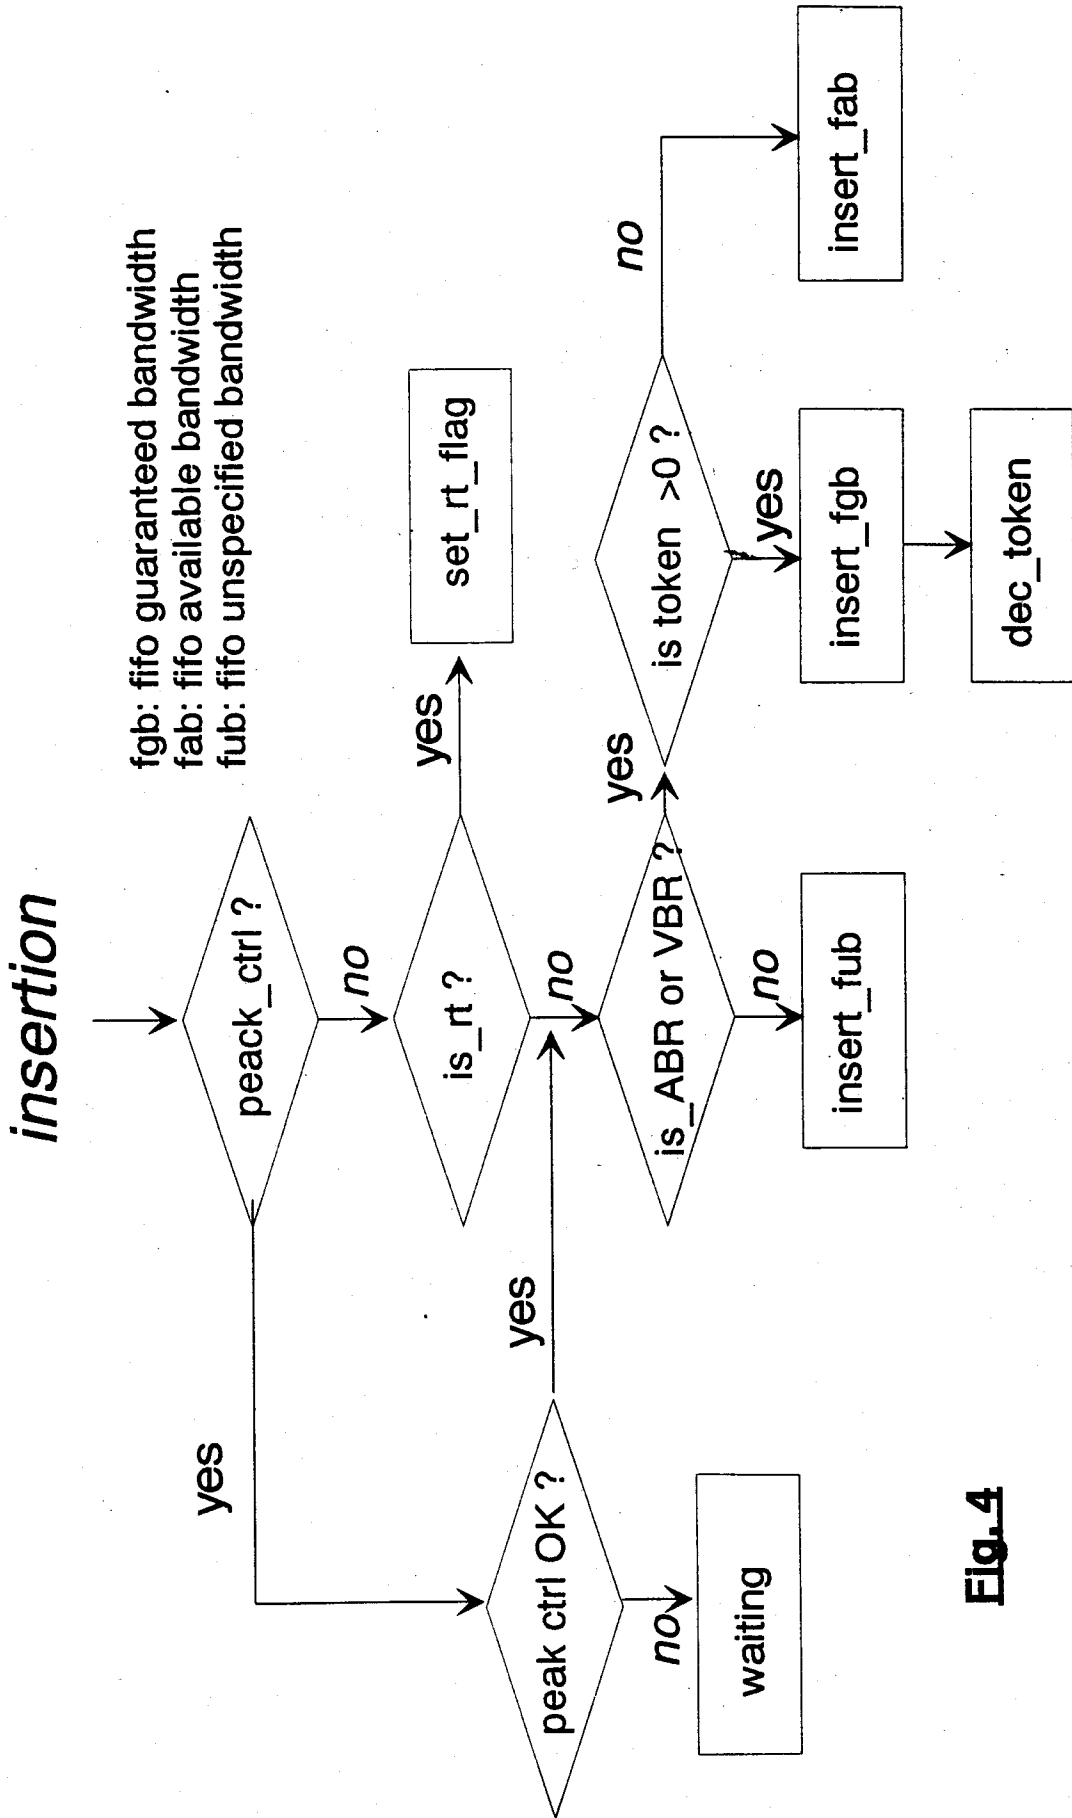 insertion
fgb: fifo guaranteed bandwidth
fab: fifo available bandwidth
fub: fifo unspecified bandwidth
peack_ctrl ?
yes
no
is_rt ?
yes
set_rt_flag
no
peak ctrl OK ?
yes
no
waiting
is_ABR or VBR ?
yes
no
insert_fub
is token >0 ?
no
yes
insert_fgb
insert_fab
dec_token
Fig. 4